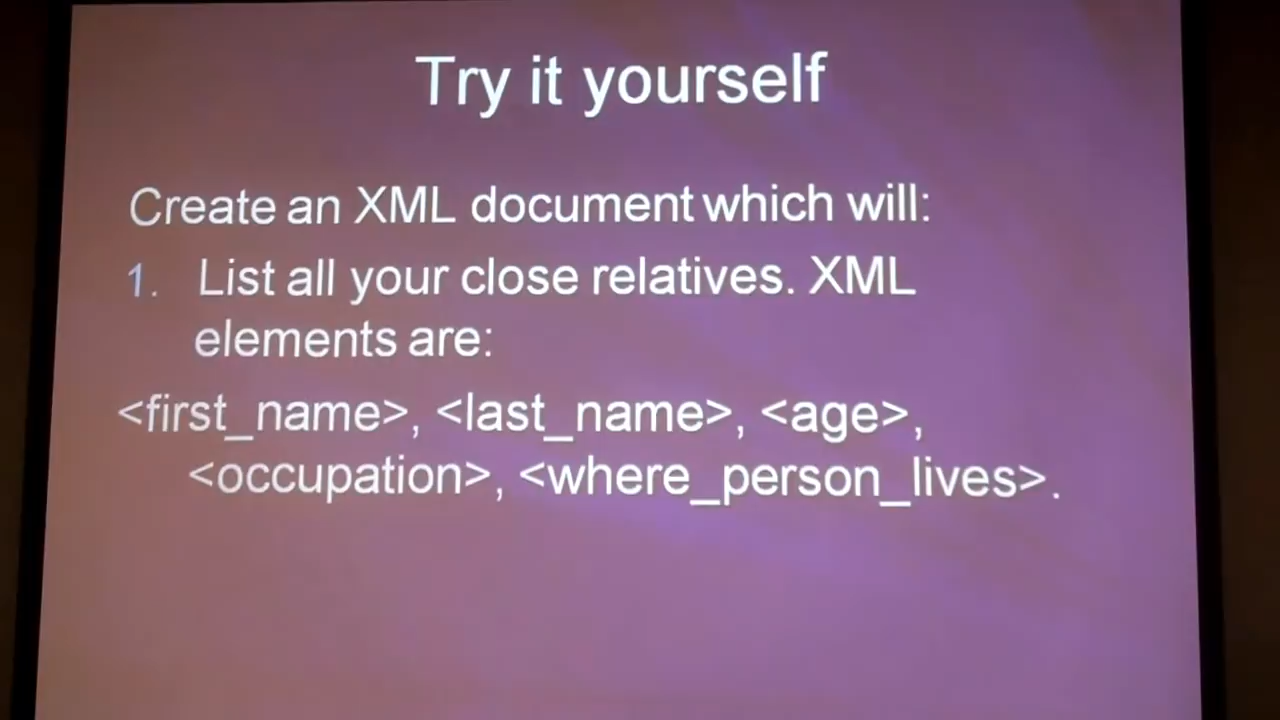 Try it yourself
Create an XML document which will:
1. List all your close relatives. XML
elements are:
<first_name>, <last_name>, <age>,
<occupation>, <where_person_lives>.